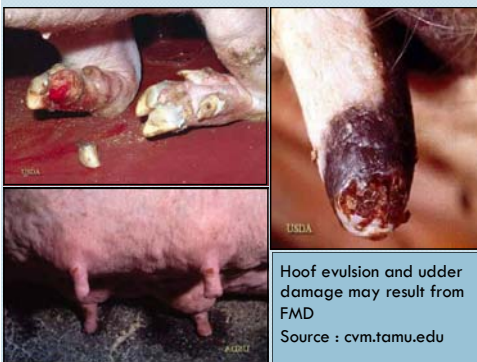 USDA
USDA
Hoof evulsion and udder
damage may result from
FMD
Source : cvm.tamu.edu